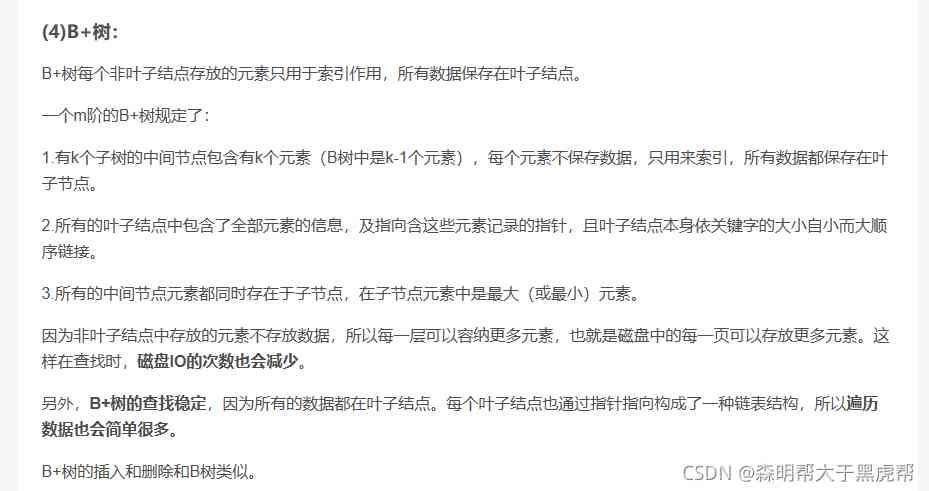 (4)B+树：
B+树每个非叶子结点存放的元素只用于索引作用，所有数据保存在叶子结点。
一个m阶的B+树规定了：
1.有k个子树的中间节点包含有k个元素（B树中是k-1个元素），每个元素不保存数据，只用来索引，所有数据都保存在叶
子节点。
2.所有的叶子结点中包含了全部元素的信息，及指向含这些元素记录的指针，且叶子结点本身依关键字的大小自小而大顺
序链接。
3.所有的中间节点元素都同时存在于子节点，在子节点元素中是最大（或最小）元素。
因为非叶子结点中存放的元素不存放数据，所以每一层可以容纳更多元素，也就是磁盘中的每一页可以存放更多元素。这
样在查找时，磁盘IO的次数也会减少。
另外，B+树的查找稳定，因为所有的数据都在叶子结点。每个叶子结点也通过指针指向构成了一种链表结构，所以遍历
数据也会简单很多。
B+树的插入和删除和B树类似。
CSDN @森明帮大于黑虎帮